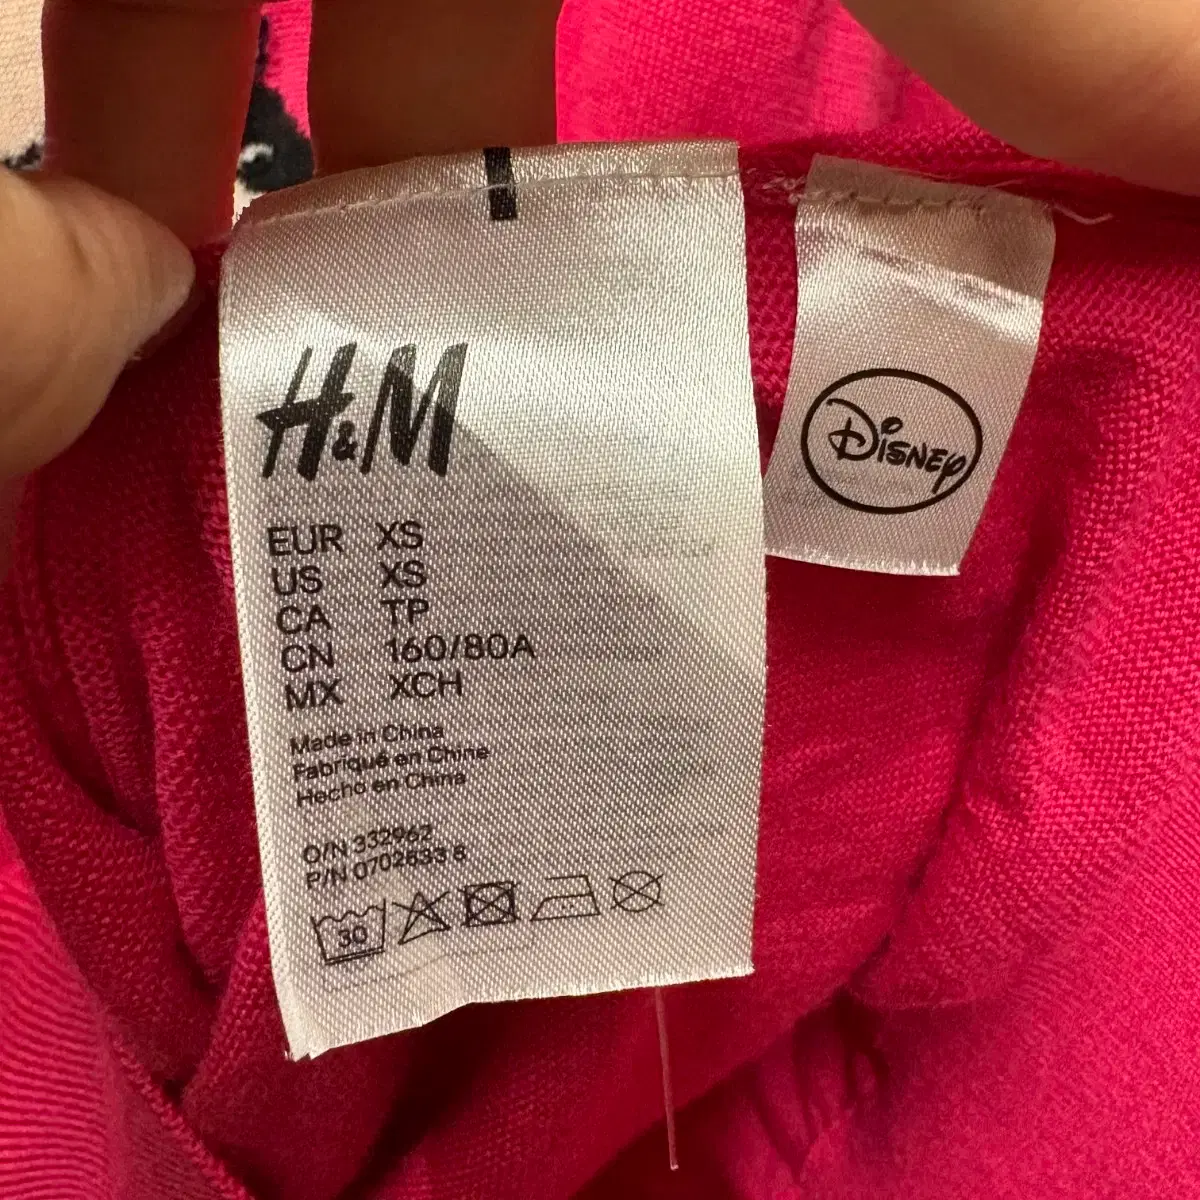 H&M
EUR XS
US XS
CA TP
CN 160/80A
MX XCH
Made in China
Fabriqué en Chine
Hecho en China
O/N 332962
P/N 0702833 8
30
Disney